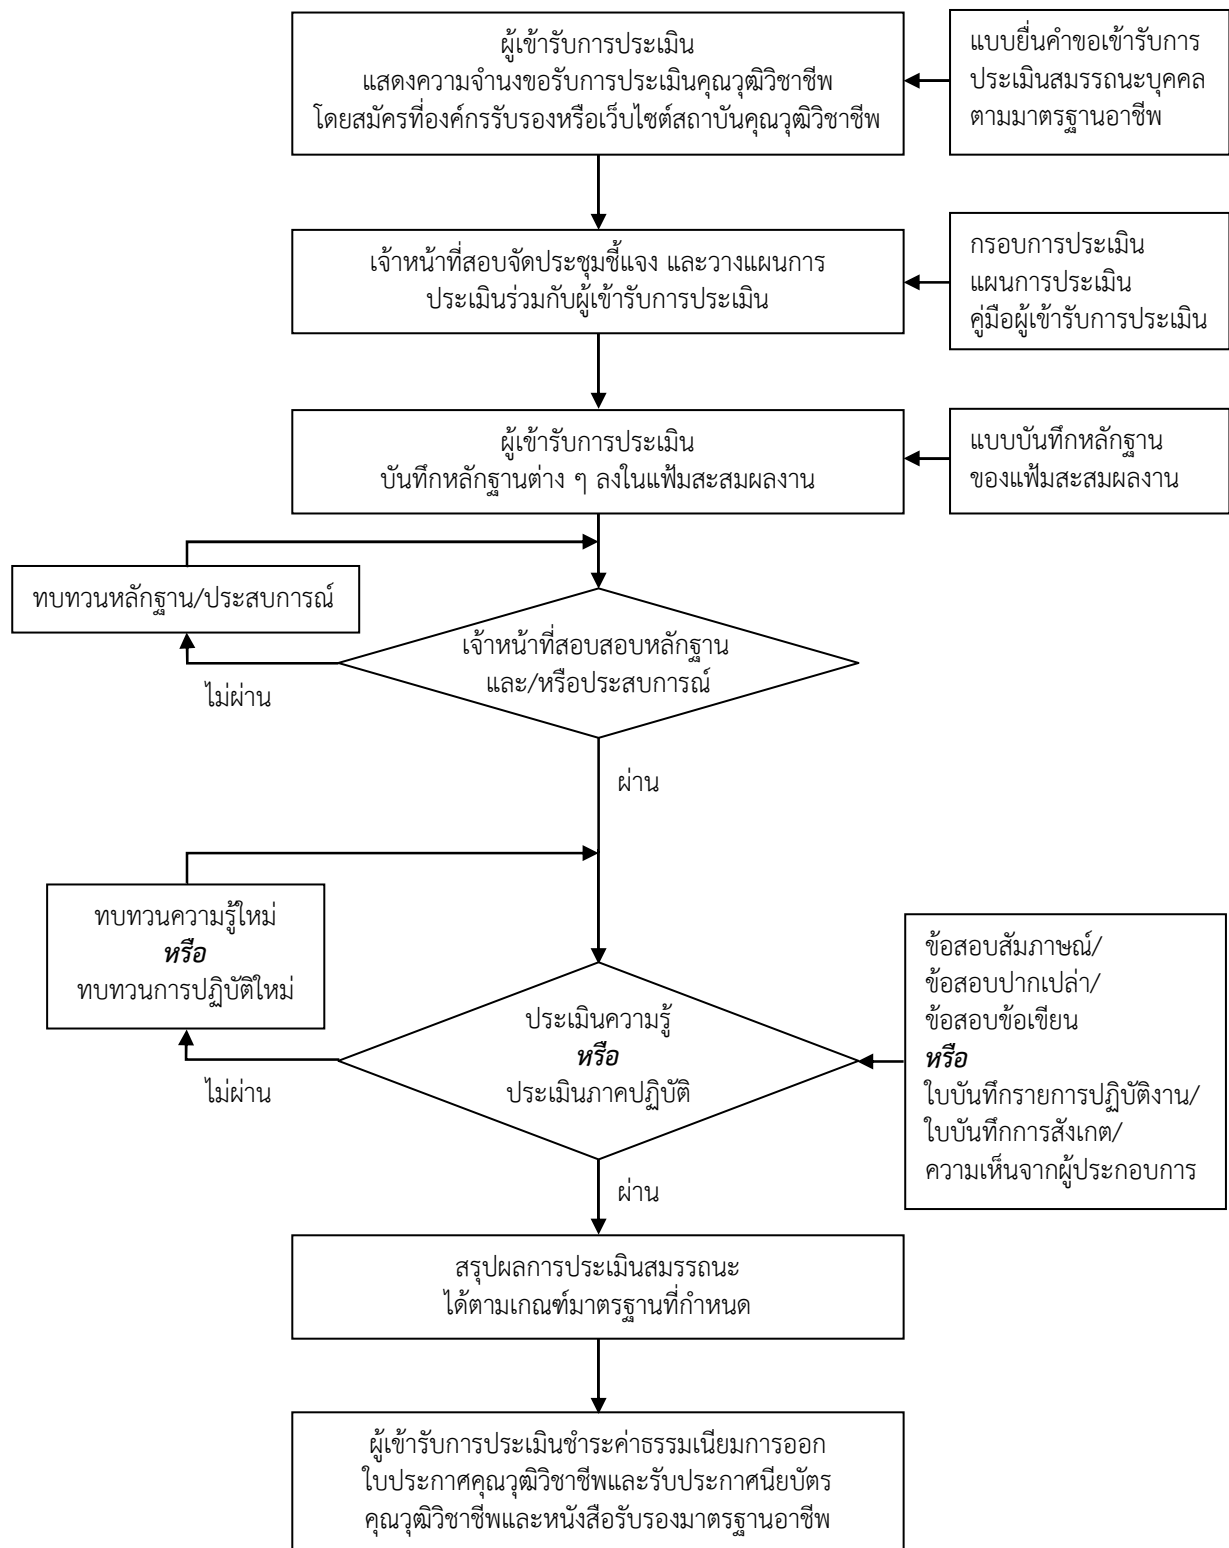 ผู้เข้ารับการประเมิน
แสดงความจำนงขอรับการประเมินคุณวุฒิวิชาชีพ
โดยสมัครที่องค์กรรับรองหรือเว็บไซต์สถาบันคุณวุฒิวิชาชีพ
แบบยื่นคำขอเข้ารับการ
ประเมินสมรรถนะบุคคล
ตามมาตรฐานอาชีพ
เจ้าหน้าที่สอบจัดประชุมชี้แจง และวางแผนการ
ประเมินร่วมกับผู้เข้ารับการประเมิน
กรอบการประเมิน
แผนการประเมิน
คู่มือผู้เข้ารับการประเมิน
ผู้เข้ารับการประเมิน
บันทึกหลักฐานต่าง ๆ ลงในแฟ้มสะสมผลงาน
แบบบันทึกหลักฐาน
ของแฟ้มสะสมผลงาน
ทบทวนหลักฐาน/ประสบการณ์
เจ้าหน้าที่สอบสอบหลักฐาน
และ/หรือประสบการณ์
ไม่ผ่าน
ผ่าน
ทบทวนความรู้ใหม่
หรือ
ทบทวนการปฏิบัติใหม่
ประเมินความรู้
หรือ
ประเมินภาคปฏิบัติ
ไม่ผ่าน
ข้อสอบสัมภาษณ์/
ข้อสอบปากเปล่า/
ข้อสอบข้อเขียน
หรือ
ใบบันทึกรายการปฏิบัติงาน/
ใบบันทึกการสังเกต/
ความเห็นจากผู้ประกอบการ
ผ่าน
สรุปผลการประเมินสมรรถนะ
ได้ตามเกณฑ์มาตรฐานที่กำหนด
ผู้เข้ารับการประเมินชำระค่าธรรมเนียมการออก
ใบประกาศคุณวุฒิวิชาชีพและรับประกาศนียบัตร
คุณวุฒิวิชาชีพและหนังสือรับรองมาตรฐานอาชีพ